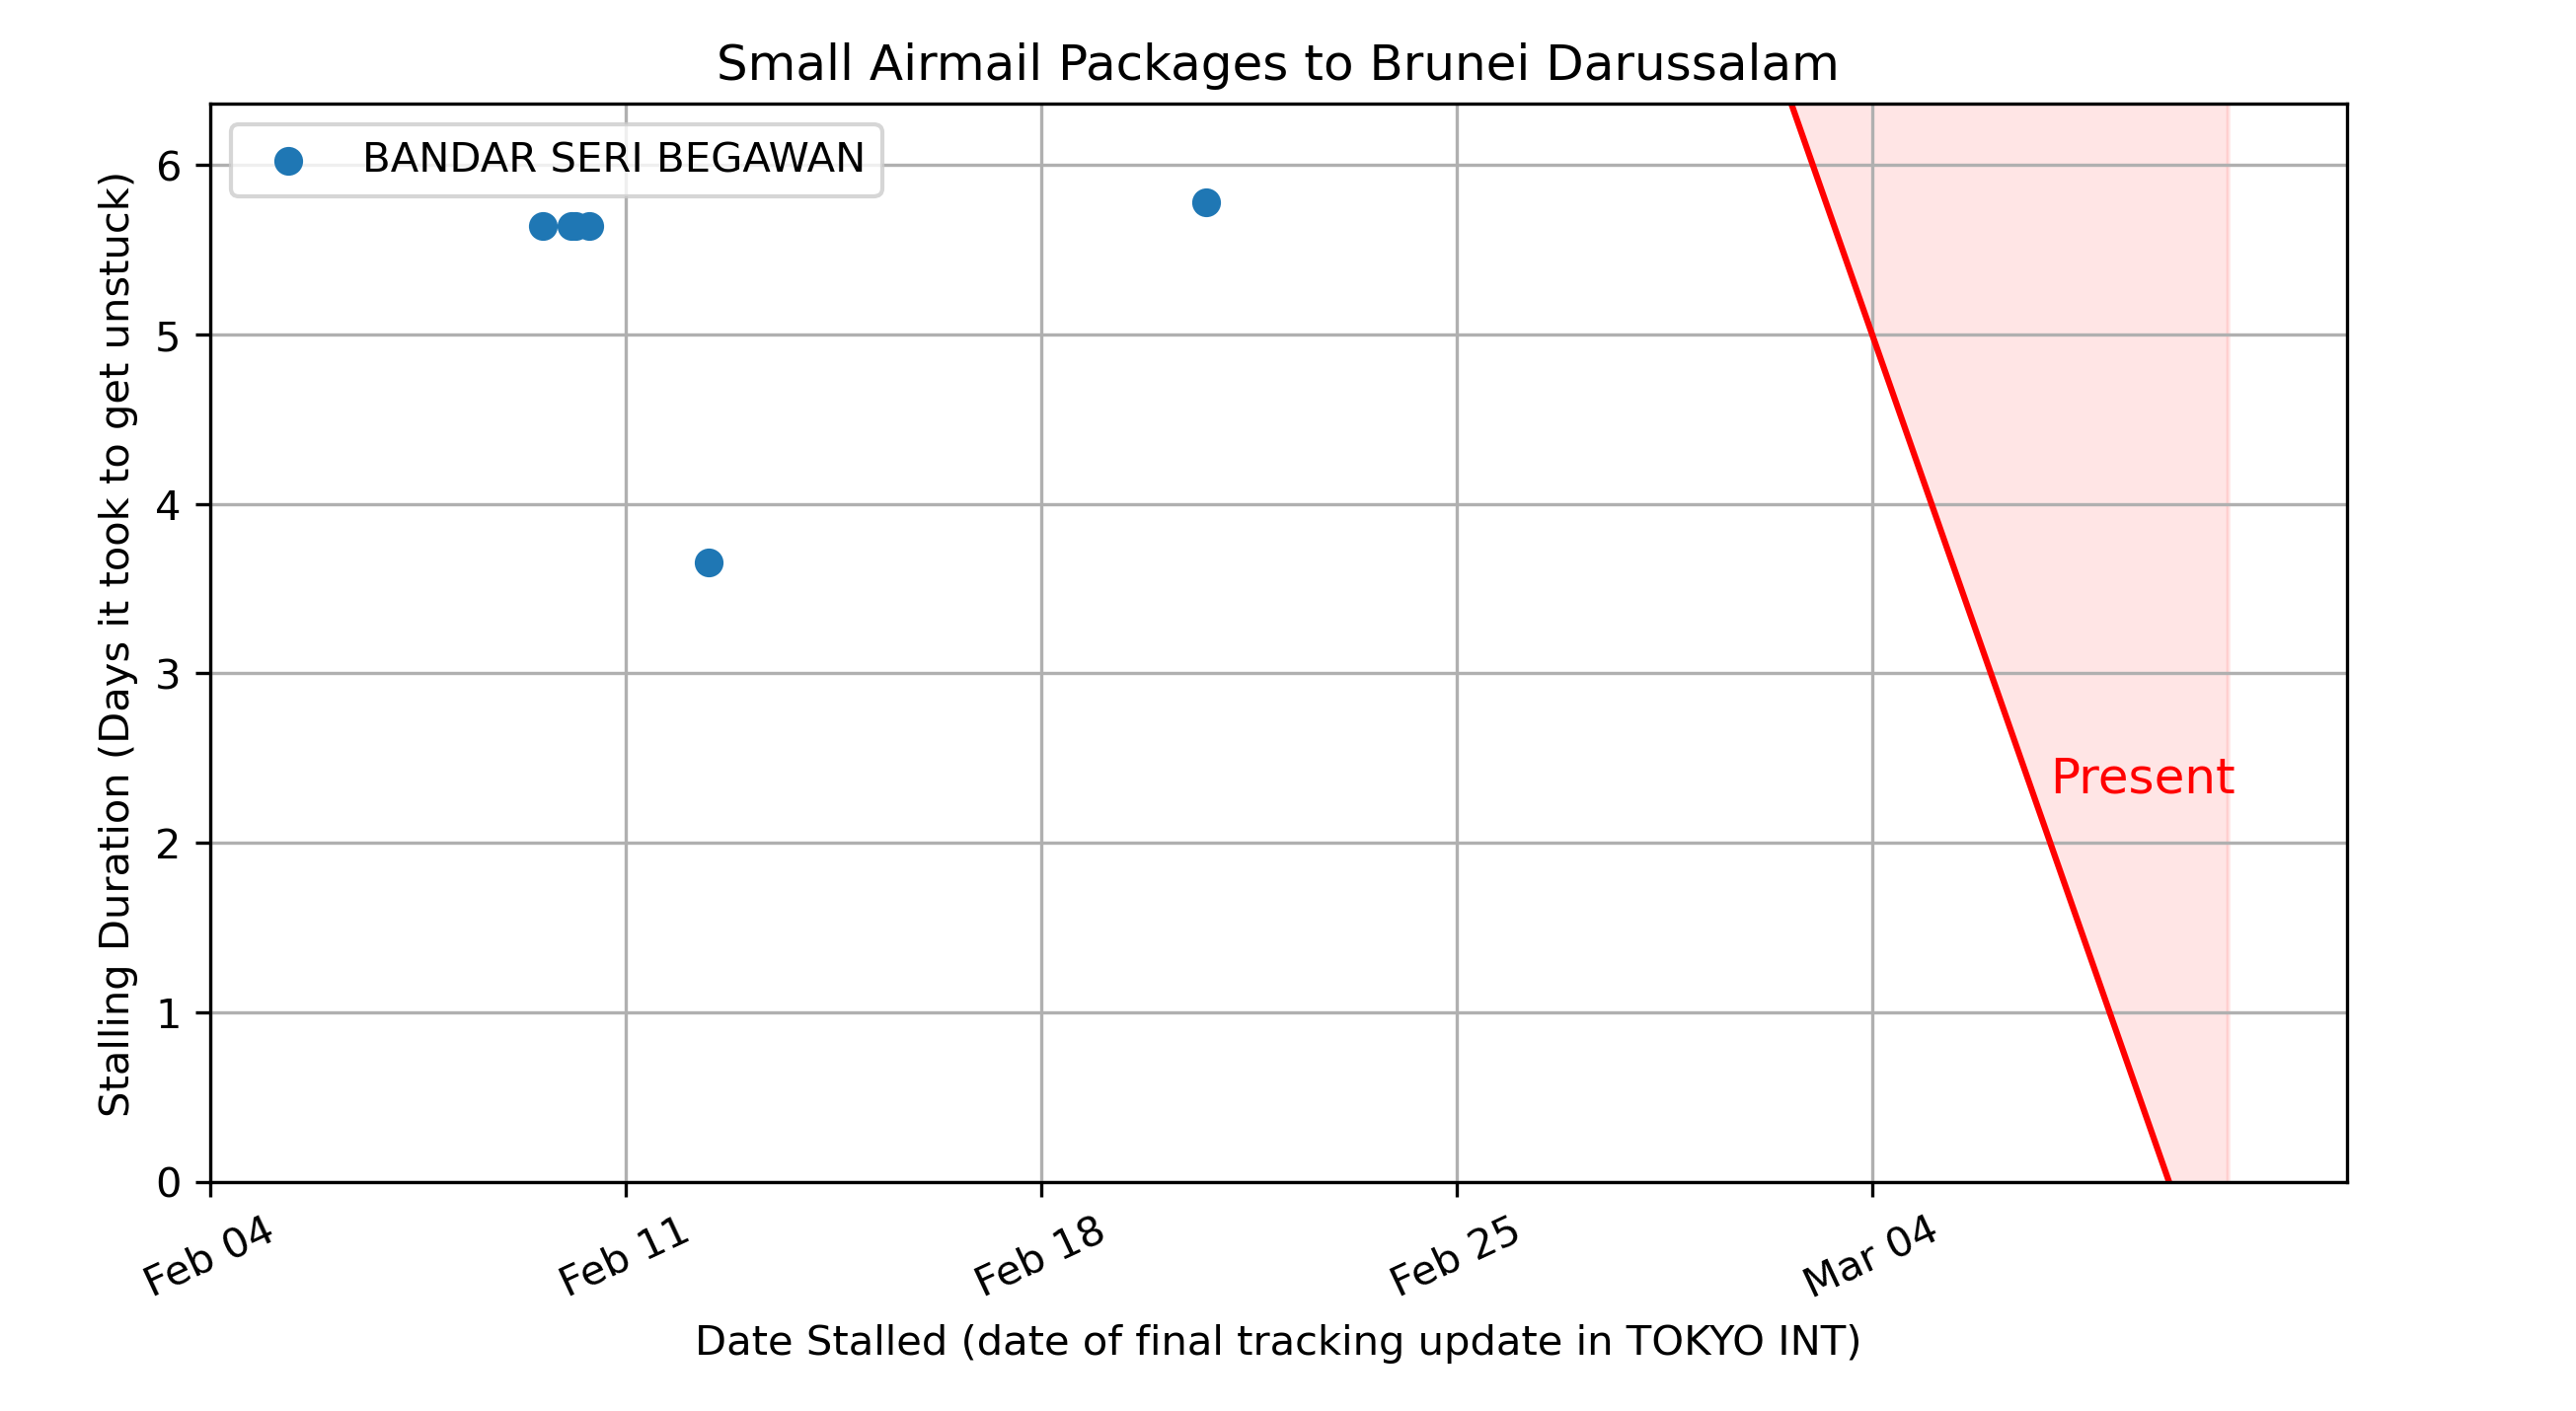 Small Airmail Packages to Brunei Darussalam
BANDAR SERI BEGAWAN
Stalling Duration (Days it took to get unstuck)
6
5
4
3
2
1
0
Present
Feb 04
Feb 11
Feb 18
Feb 25
Mar 04
Date Stalled (date of final tracking update in TOKYO INT)